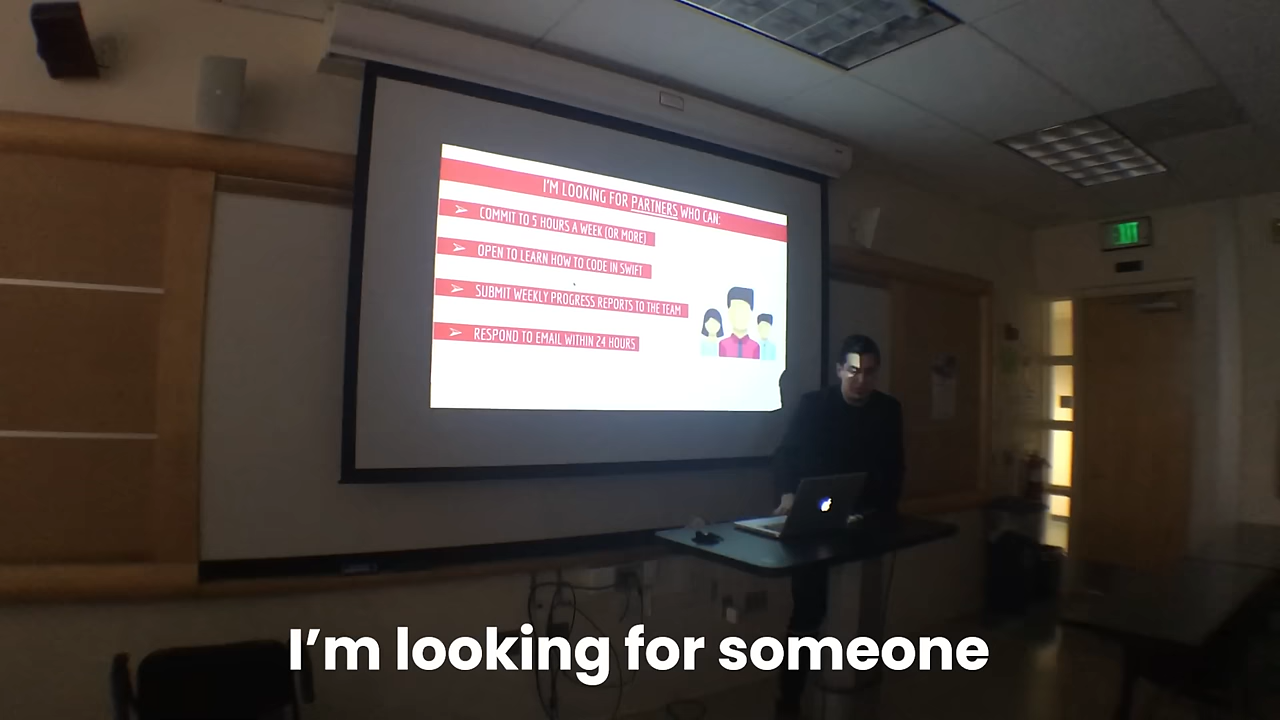 EXIT
I'M LOOKING FOR PARTNERS WHO CAN:
COMMIT TO 5 HOURS A WEEK (OR MORE)
OPEN TO LEARN HOW TO CODE IN SWIFT
SUBMIT WEEKLY PROGRESS REPORTS TO THE TEAM
RESPOND TO EMAIL WITHIN 24 HOURS
I'm looking for someone